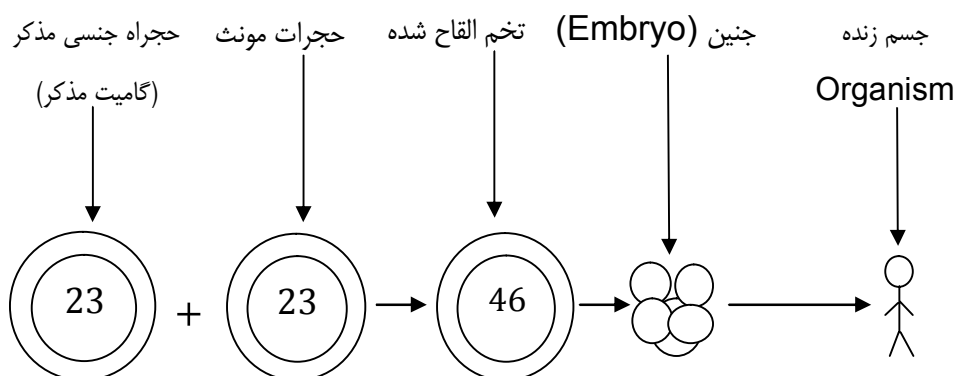 حجراه جنسی مذکر
(گامیت مذکر)
حجرات مونث
تخم القاح شده
جنین (Embryo)
جسم زنده
Organism
23 + 23 46